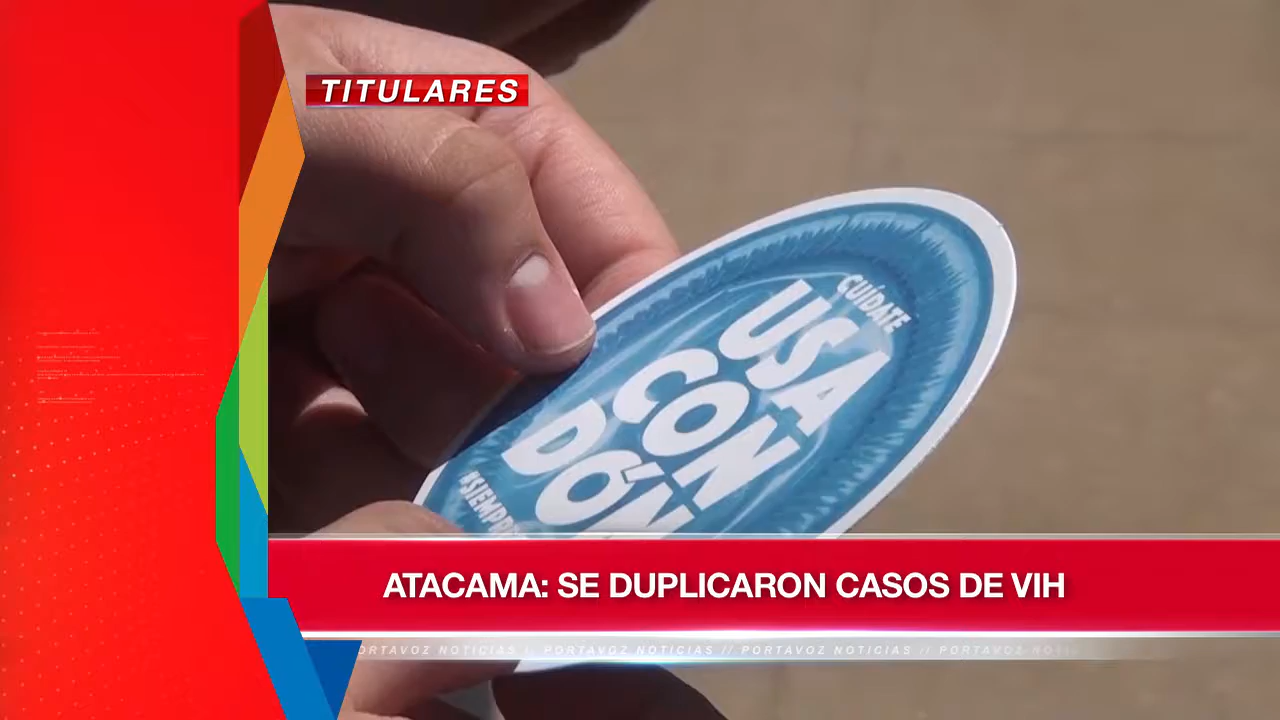 TITULARES
CUÍDATE
USA
CON
DÓN
ATACAMA: SE DUPLICARON CASOS DE VIH
PORTAVOZ NOTICIAS // PORTAVOZ NOTICIAS // PORTAVOZ NOTICIAS //